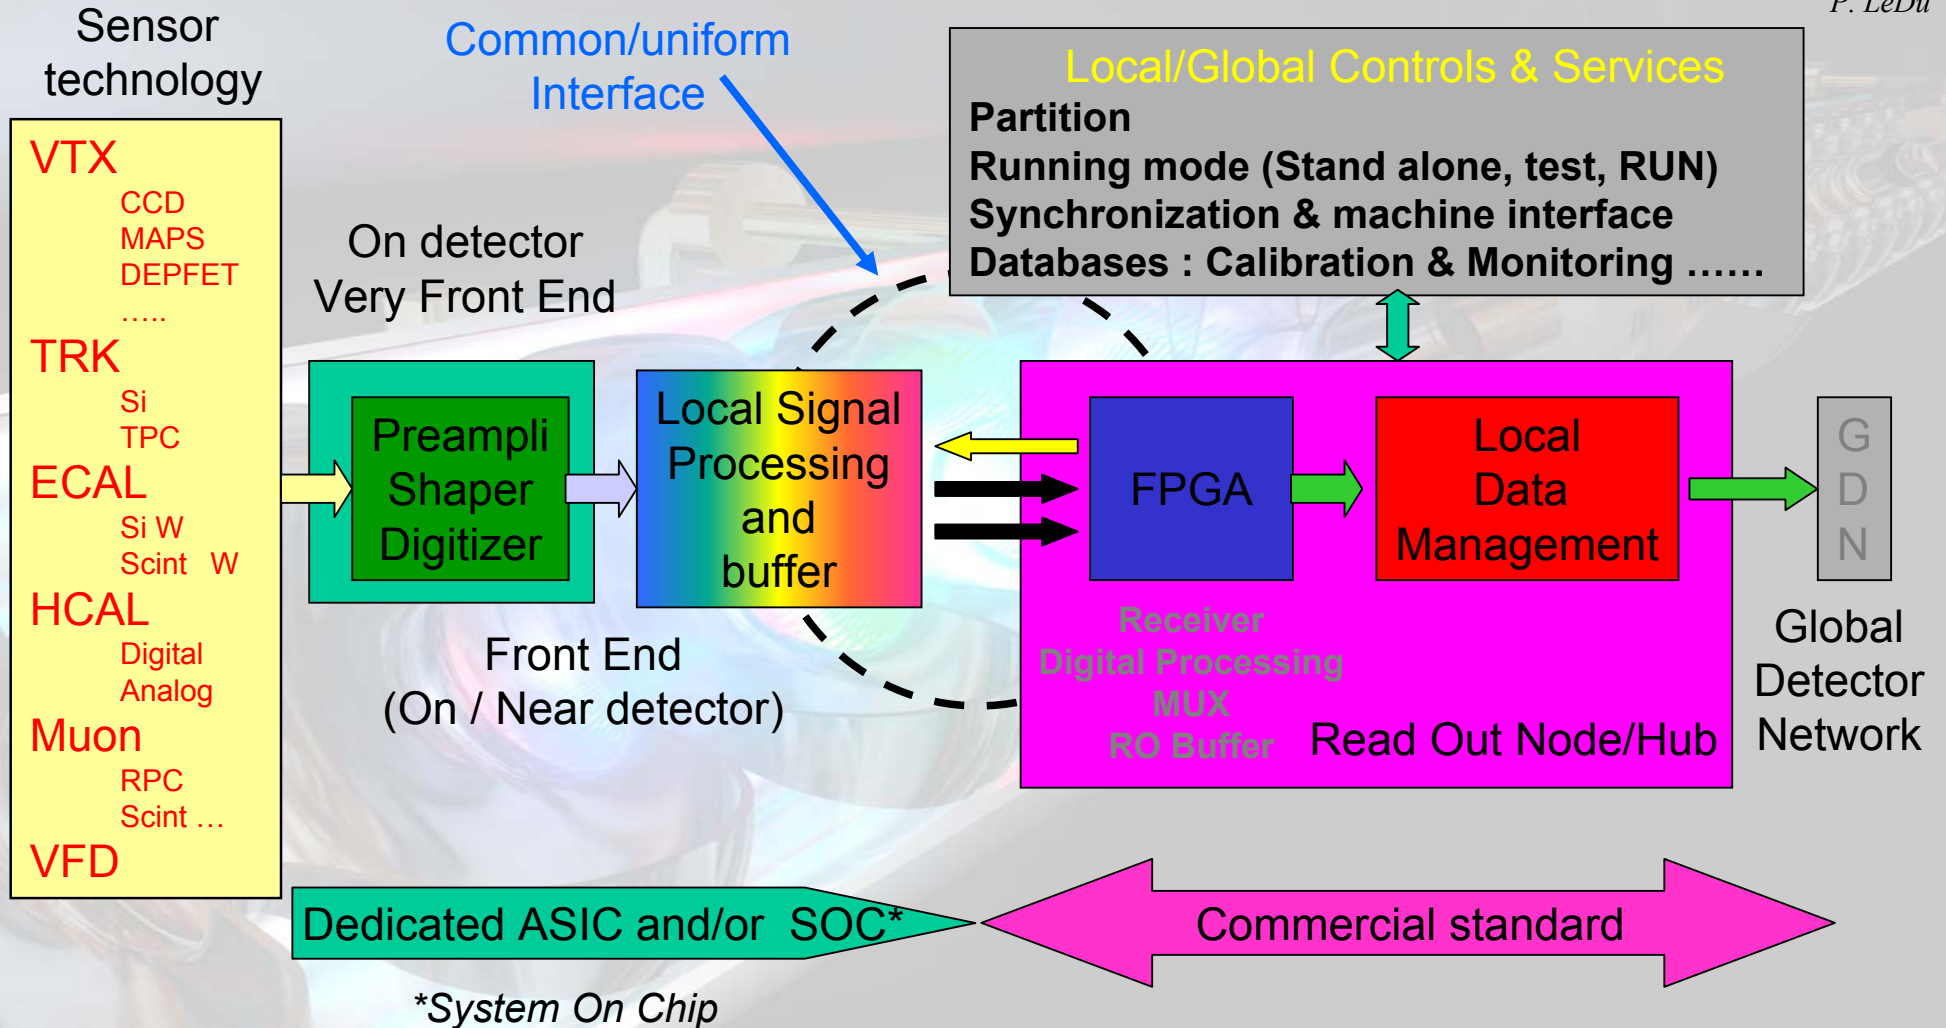 P. LeDu
Sensor
technology
Common/uniform
Interface
Local/Global Controls & Services
Partition
Running mode (Stand alone, test, RUN)
Synchronization & machine interface
Databases : Calibration & Monitoring ......
VTX
CCD
MAPS
DEPFET
.....
TRK
Si
TPC
ECAL
Si W
Scint W
HCAL
Digital
Analog
Muon
RPC
Scint ...
VFD
On detector
Very Front End
Preampli
Shaper
Digitizer
Local Signal
Processing
and
buffer
Front End
(On / Near detector)
FPGA
Local
Data
Management
Receiver
Digital Processing
MUX
RO Buffer
Read Out Node/Hub
G
D
N
Global
Detector
Network
Dedicated ASIC and/or SOC*
Commercial standard
*System On Chip